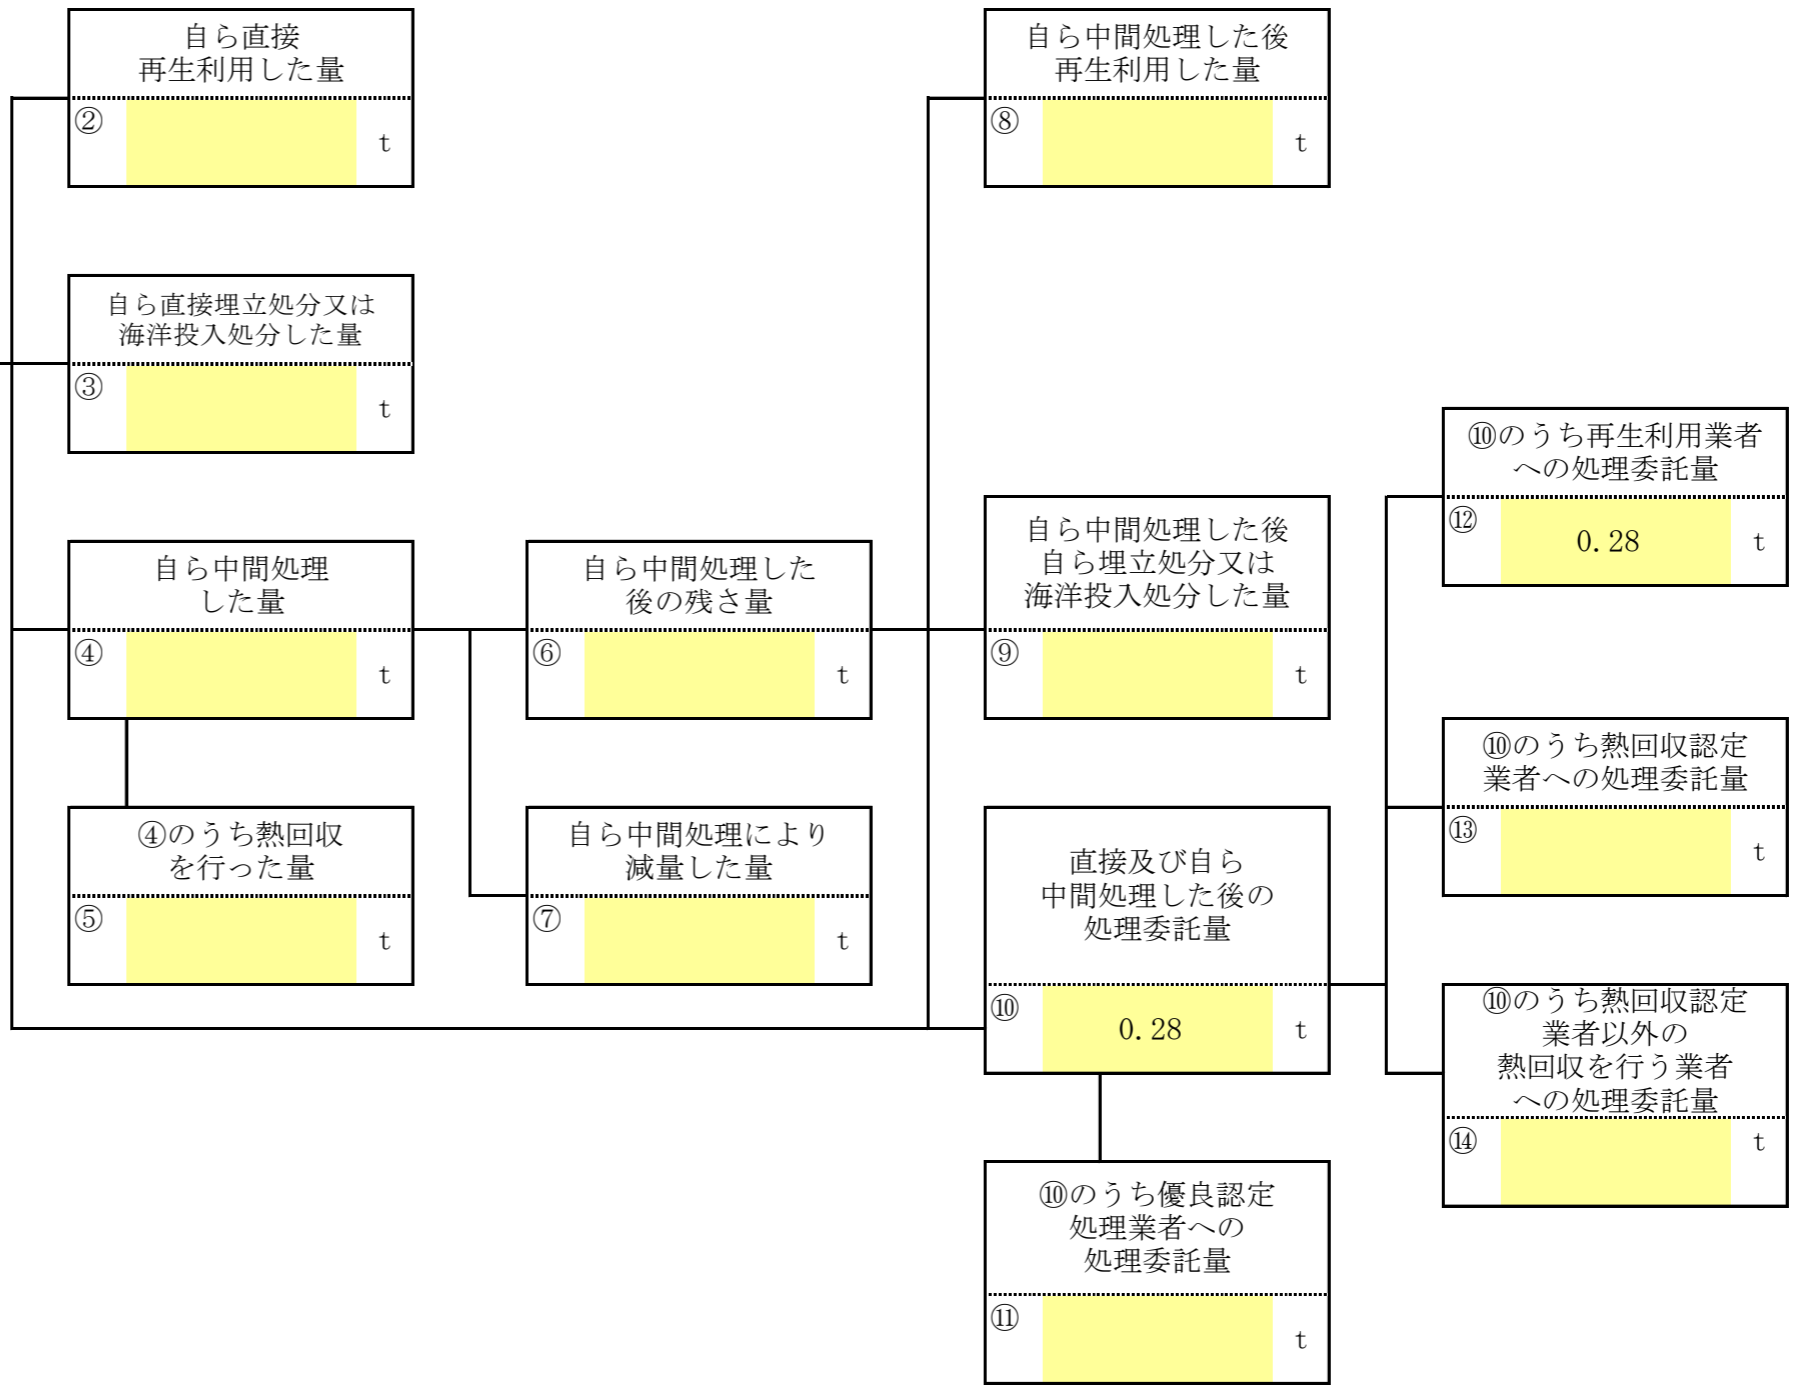 自ら直接
再生利用した量
②
t
自ら中間処理した後
再生利用した量
⑧
t
自ら直接埋立処分又は
海洋投入処分した量
③
t
⑩のうち再生利用業者
への処理委託量
⑫ 0.28 t
自ら中間処理
した量
④
t
自ら中間処理した
後の残さ量
⑥
t
自ら中間処理した後
自ら埋立処分又は
海洋投入処分した量
⑨
t
⑩のうち熱回収認定
業者への処理委託量
⑬
t
④のうち熱回収
を行った量
⑤
t
自ら中間処理により
減量した量
⑦
t
直接及び自ら
中間処理した後の
処理委託量
⑩ 0.28 t
⑩のうち熱回収認定
業者以外の
熱回収を行う業者
への処理委託量
⑭ t
⑩のうち優良認定
処理業者への
処理委託量
⑪
t